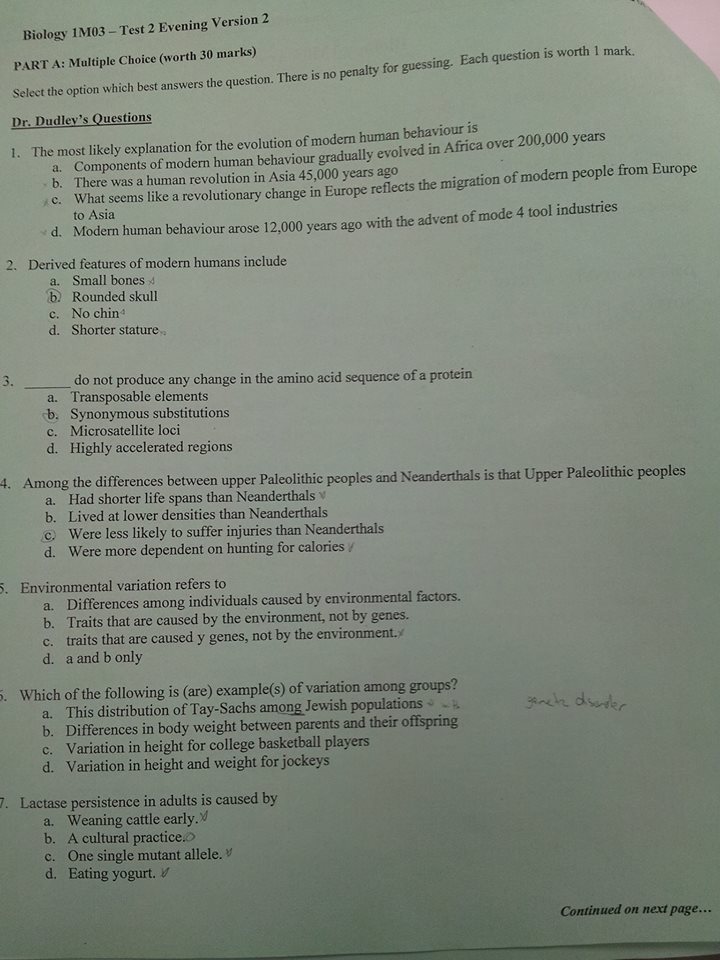 Biology 1M03 – Test 2 Evening Version 2
PART A: Multiple Choice (worth 30 marks)
Select the option which best answers the question. There is no penalty for guessing. Each question is worth 1 mark.
Dr. Dudley's Questions
1. The most likely explanation for the evolution of modern human behaviour is
a. Components of modern human behaviour gradually evolved in Africa over 200,000 years
b. There was a human revolution in Asia 45,000 years ago
c. What seems like a revolutionary change in Europe reflects the migration of modern people from Europe
to Asia
d. Modern human behaviour arose 12,000 years ago with the advent of mode 4 tool industries
2. Derived features of modern humans include
a. Small bones
b. Rounded skull
c. No chin
d. Shorter stature
3. ______ do not produce any change in the amino acid sequence of a protein
a. Transposable elements
b. Synonymous substitutions
c. Microsatellite loci
d. Highly accelerated regions
4. Among the differences between upper Paleolithic peoples and Neanderthals is that Upper Paleolithic peoples
a. Had shorter life spans than Neanderthals
b. Lived at lower densities than Neanderthals
c. Were less likely to suffer injuries than Neanderthals
d. Were more dependent on hunting for calories
5. Environmental variation refers to
a. Differences among individuals caused by environmental factors.
b. Traits that are caused by the environment, not by genes.
c. traits that are caused y genes, not by the environment.
d. a and b only
6. Which of the following is (are) example(s) of variation among groups?
a. This distribution of Tay-Sachs among Jewish populations
genetic disorder
b. Differences in body weight between parents and their offspring
c. Variation in height for college basketball players
d. Variation in height and weight for jockeys
7. Lactase persistence in adults is caused by
a. Weaning cattle early.
b. A cultural practice.
c. One single mutant allele.
d. Eating yogurt.
Continued on next page…